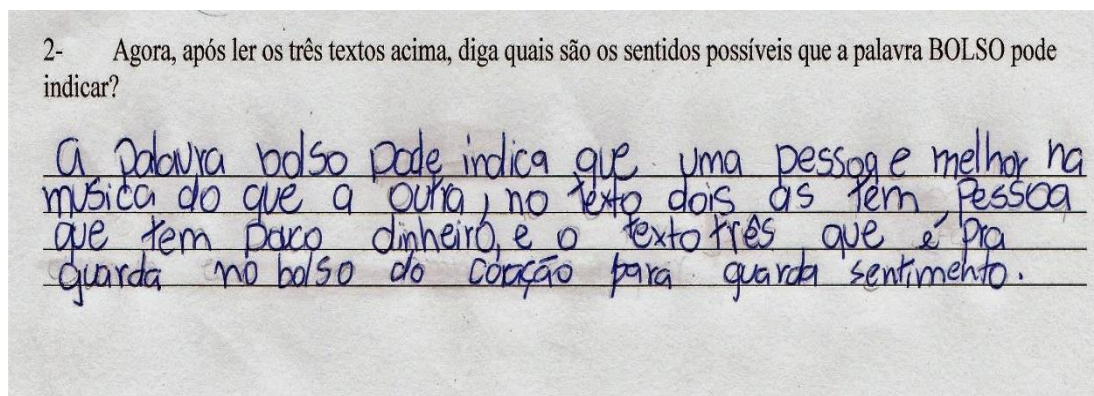 2- Agora, após ler os três textos acima, diga quais são os sentidos possíveis que a palavra BOLSO pode
indicar?
a palavra bolso pode indica que uma pessoa e melhor na
musica do que a outra, no texto dois as tem pessoa
que tem poco dinheiro, e o texto três que é pra
guarda no bolso do coração para guarda sentimento.